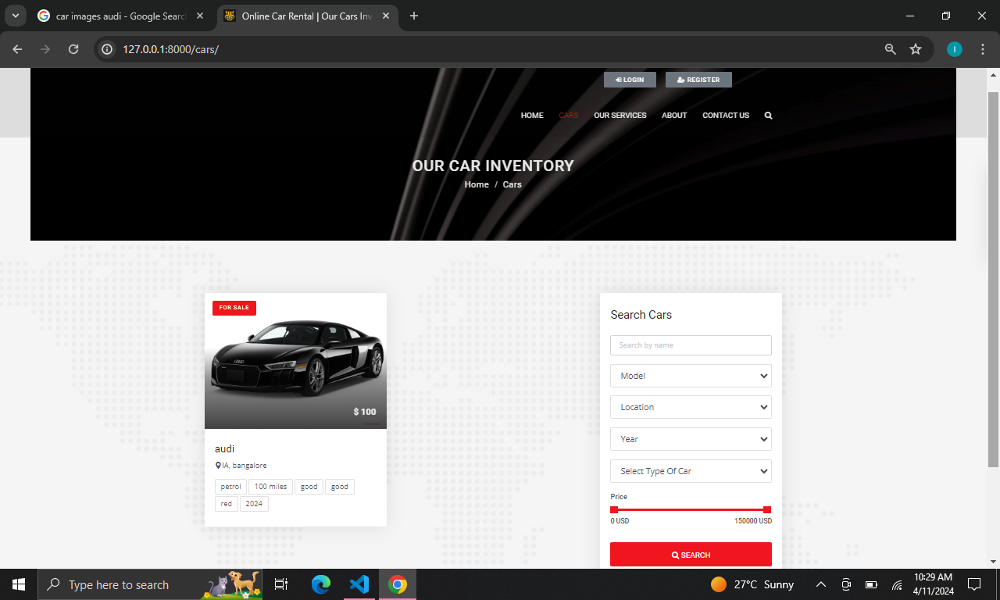 car images audi - Google Searc
Online Car Rental | Our Cars Inv
127.0.0.1:8000/cars/
I
LOGIN
REGISTER
HOME
CARS
OUR SERVICES
ABOUT
CONTACT US
OUR CAR INVENTORY
Home / Cars
FOR SALE
$ 100
audi
IA, bangalore
petrol
100 miles
good
good
red
2024
Search Cars
Search by name
Model
Location
Year
Select Type Of Car
Price
0 USD
150000 USD
SEARCH
Type here to search
27°C Sunny
10:29 AM
4/11/2024